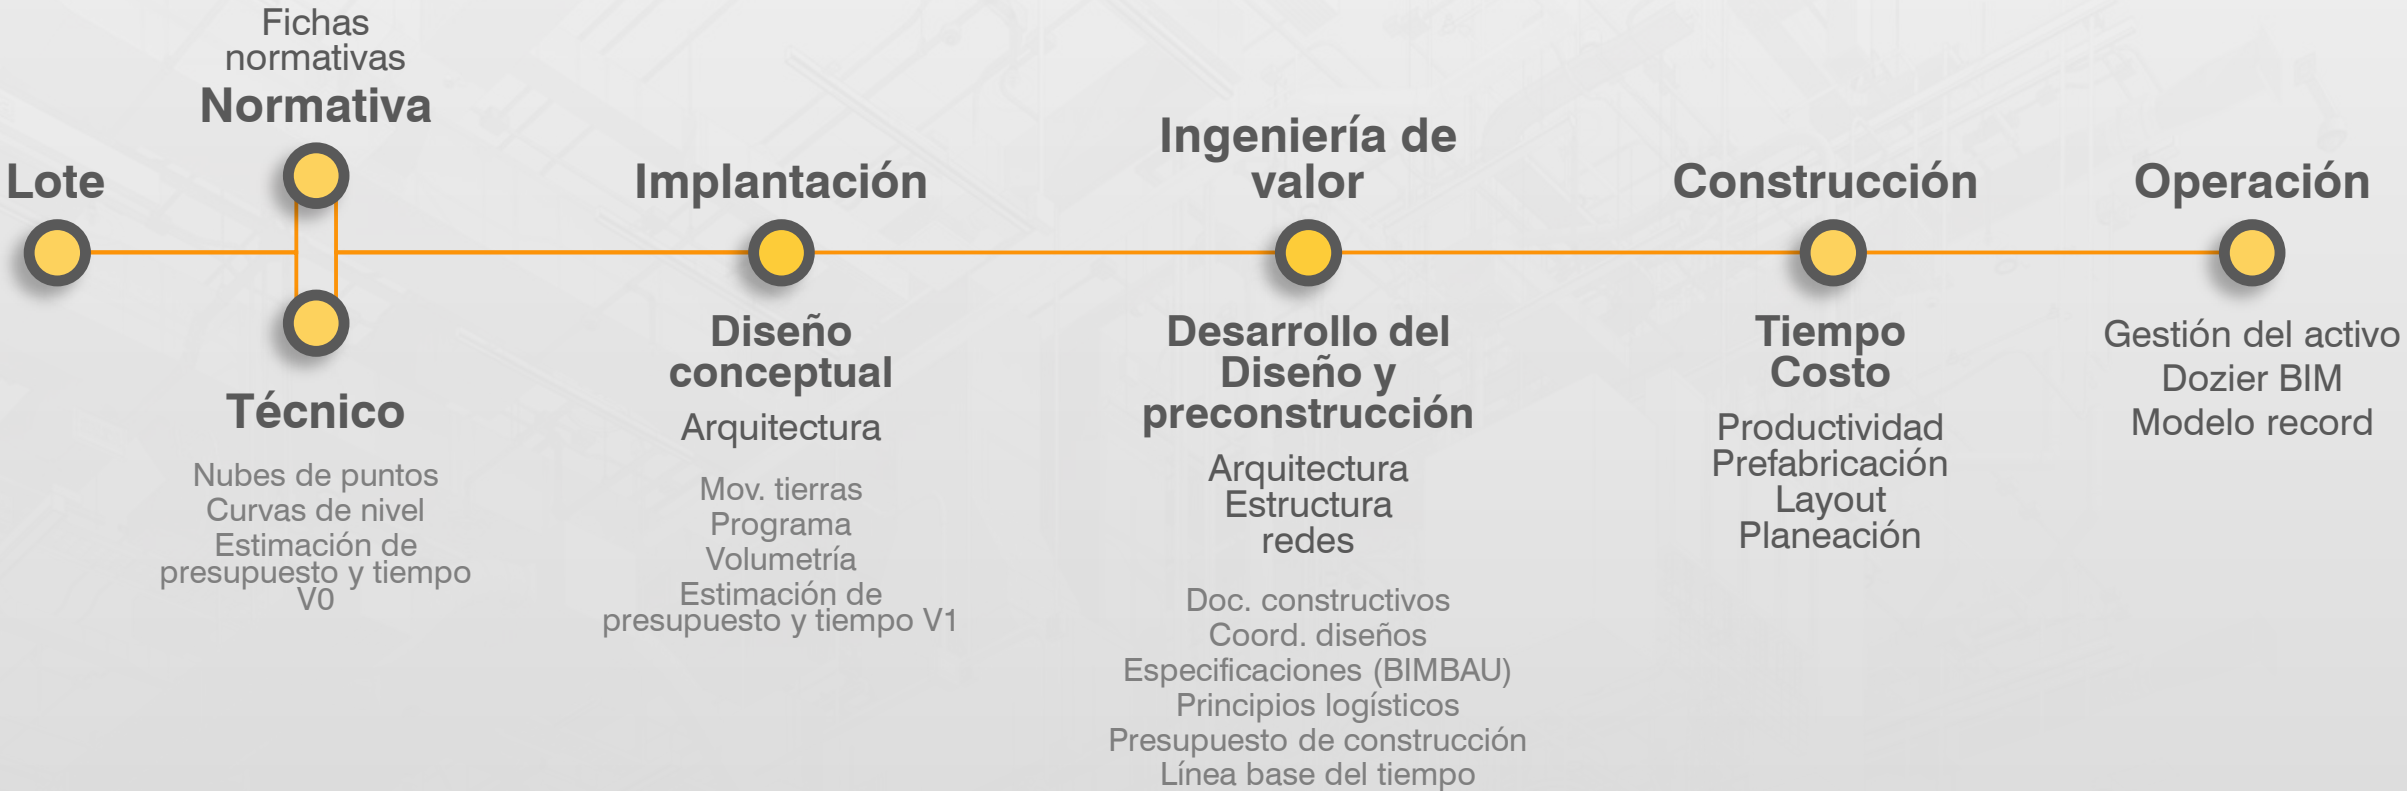 Lote
Fichas
normativas
Normativa
Técnico
Nubes de puntos
Curvas de nivel
Estimación de
presupuesto y tiempo
V0
Implantación
Diseño
conceptual
Arquitectura
Mov. tierras
Programa
Volumetría
Estimación de
presupuesto y tiempo V1
Ingeniería de
valor
Desarrollo del
Diseño y
preconstrucción
Arquitectura
Estructura
redes
Doc. constructivos
Coord. diseños
Especificaciones (BIMBAU)
Principios logísticos
Presupuesto de construcción
Línea base del tiempo
Construcción
Tiempo
Costo
Productividad
Prefabricación
Layout
Planeación
Operación
Gestión del activo
Dozier BIM
Modelo record